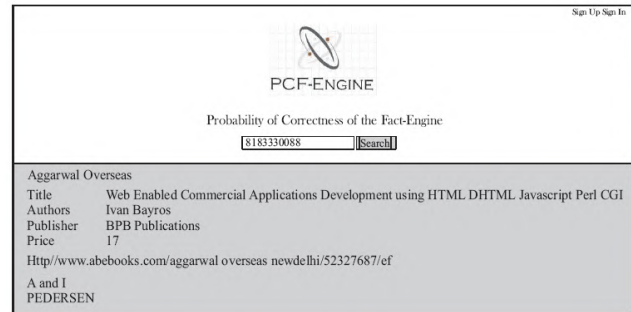 Sign Up Sign In
PCF-ENGINE
Probability of Correctness of the Fact-Engine
8183330088 Search
Aggarwal Overseas
Title Web Enabled Commercial Applications Development using HTML DHTML Javascript Perl CGI
Authors Ivan Bayros
Publisher BPB Publications
Price 17
Http//www.abebooks.com/aggarwal overseas newdelhi/52327687/ef
A and I
PEDERSEN